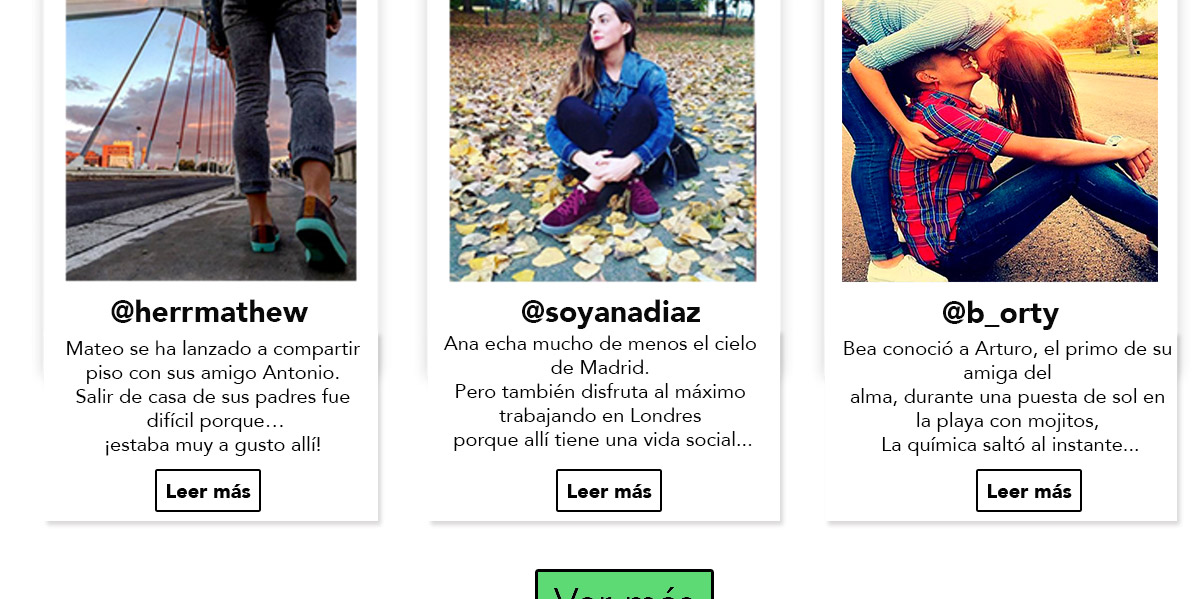 @herrmathew
Mateo se ha lanzado a compartir
piso con sus amigo Antonio.
Salir de casa de sus padres fue
difícil porque…
¡estaba muy a gusto allí!
Leer más
@soyanadiaz
Ana echa mucho de menos el cielo
de Madrid.
Pero también disfruta al máximo
trabajando en Londres
porque allí tiene una vida social...
Leer más
@b_orty
Bea conoció a Arturo, el primo de su
amiga del
alma, durante una puesta de sol en
la playa con mojitos,
La química saltó al instante...
Leer más
Ver más